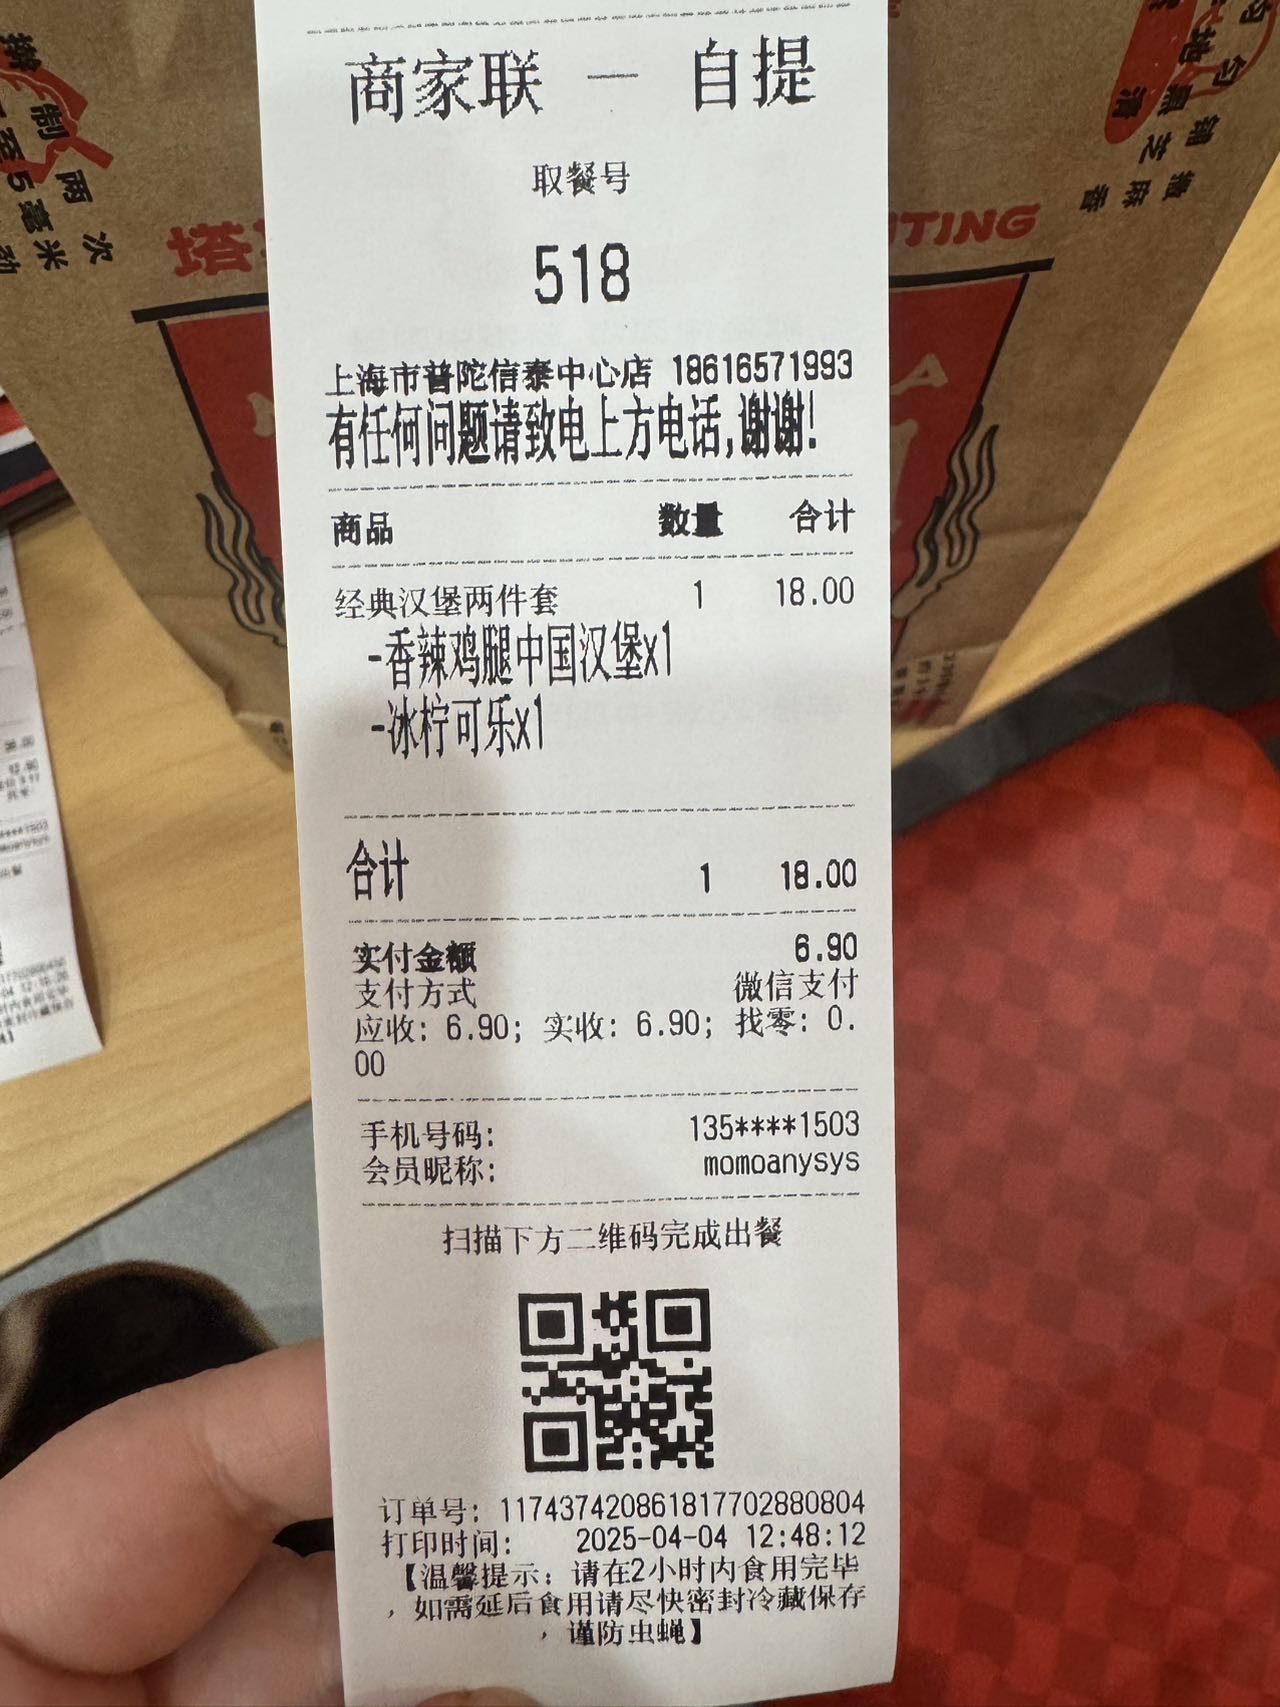 商家联 — 自提
取餐号
518
上海市普陀信泰中心店 18616571993
有任何问题请致电上方电话,谢谢!
商品 数量 合计
经典汉堡两件套 1 18.00
-香辣鸡腿中国汉堡x1
-冰柠可乐x1
合计 1 18.00
实付金额 6.90
支付方式 微信支付
应收: 6.90; 实收: 6.90; 找零: 0.
00
手机号码: 135****1503
会员昵称: momoanysys
扫描下方二维码完成出餐
订单号: 1174374208618177028​80804
打印时间: 2025-04-04 12:48:12
【温馨提示: 请在2小时内食用完毕
，如需延后食用请尽快密封冷藏保存
，谨防虫蝇】
塔
TING
两次